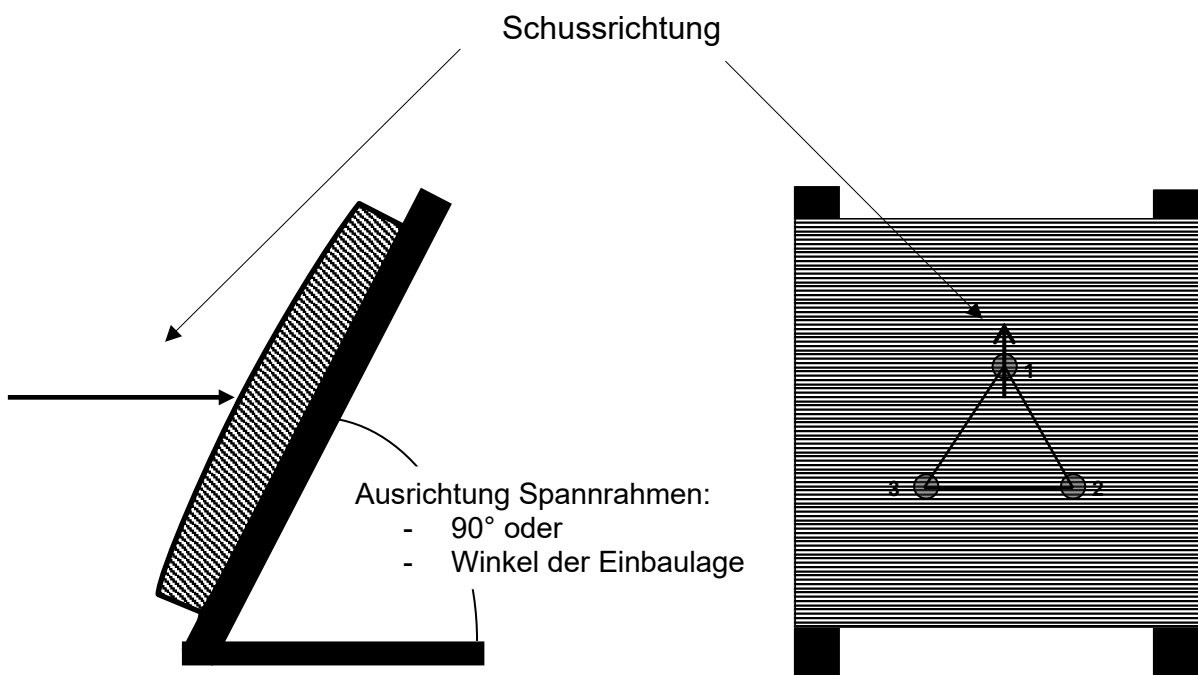 Schussrichtung
1
3
2
Ausrichtung Spannrahmen:
- 90° oder
- Winkel der Einbaulage